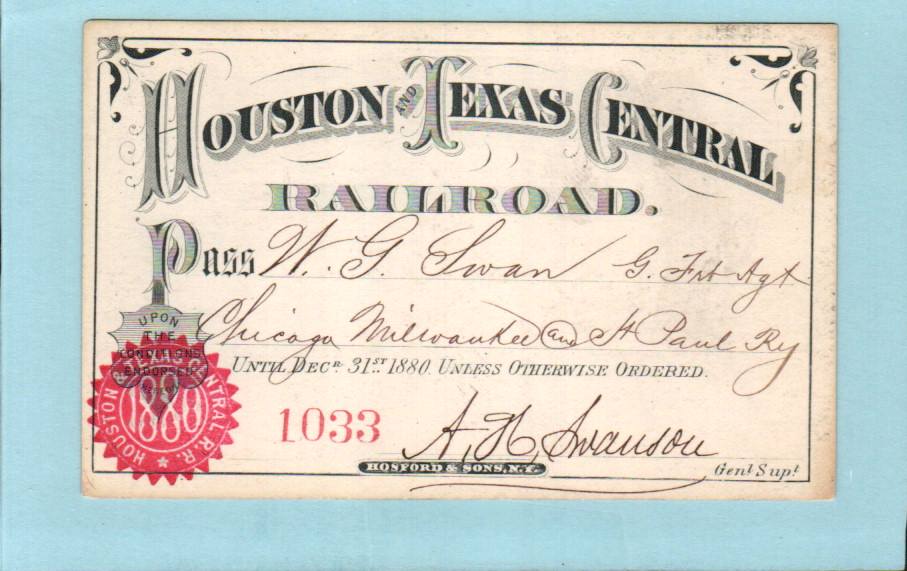 HOUSTON AND TEXAS CENTRAL
RAILROAD.
Pass W. G. Swan G. Frt Agt
Chicago Milwaukee and St Paul Ry
UPON
THE
CONDITIONS
ENDORSED
UNTIL DECR 31ST 1880. UNLESS OTHERWISE ORDERED.
HOUSTON & TEXAS CENTRAL R.R.
1880
1033
A. H. Swanson
HOSFORD & SONS, N.Y.
Genl Supt